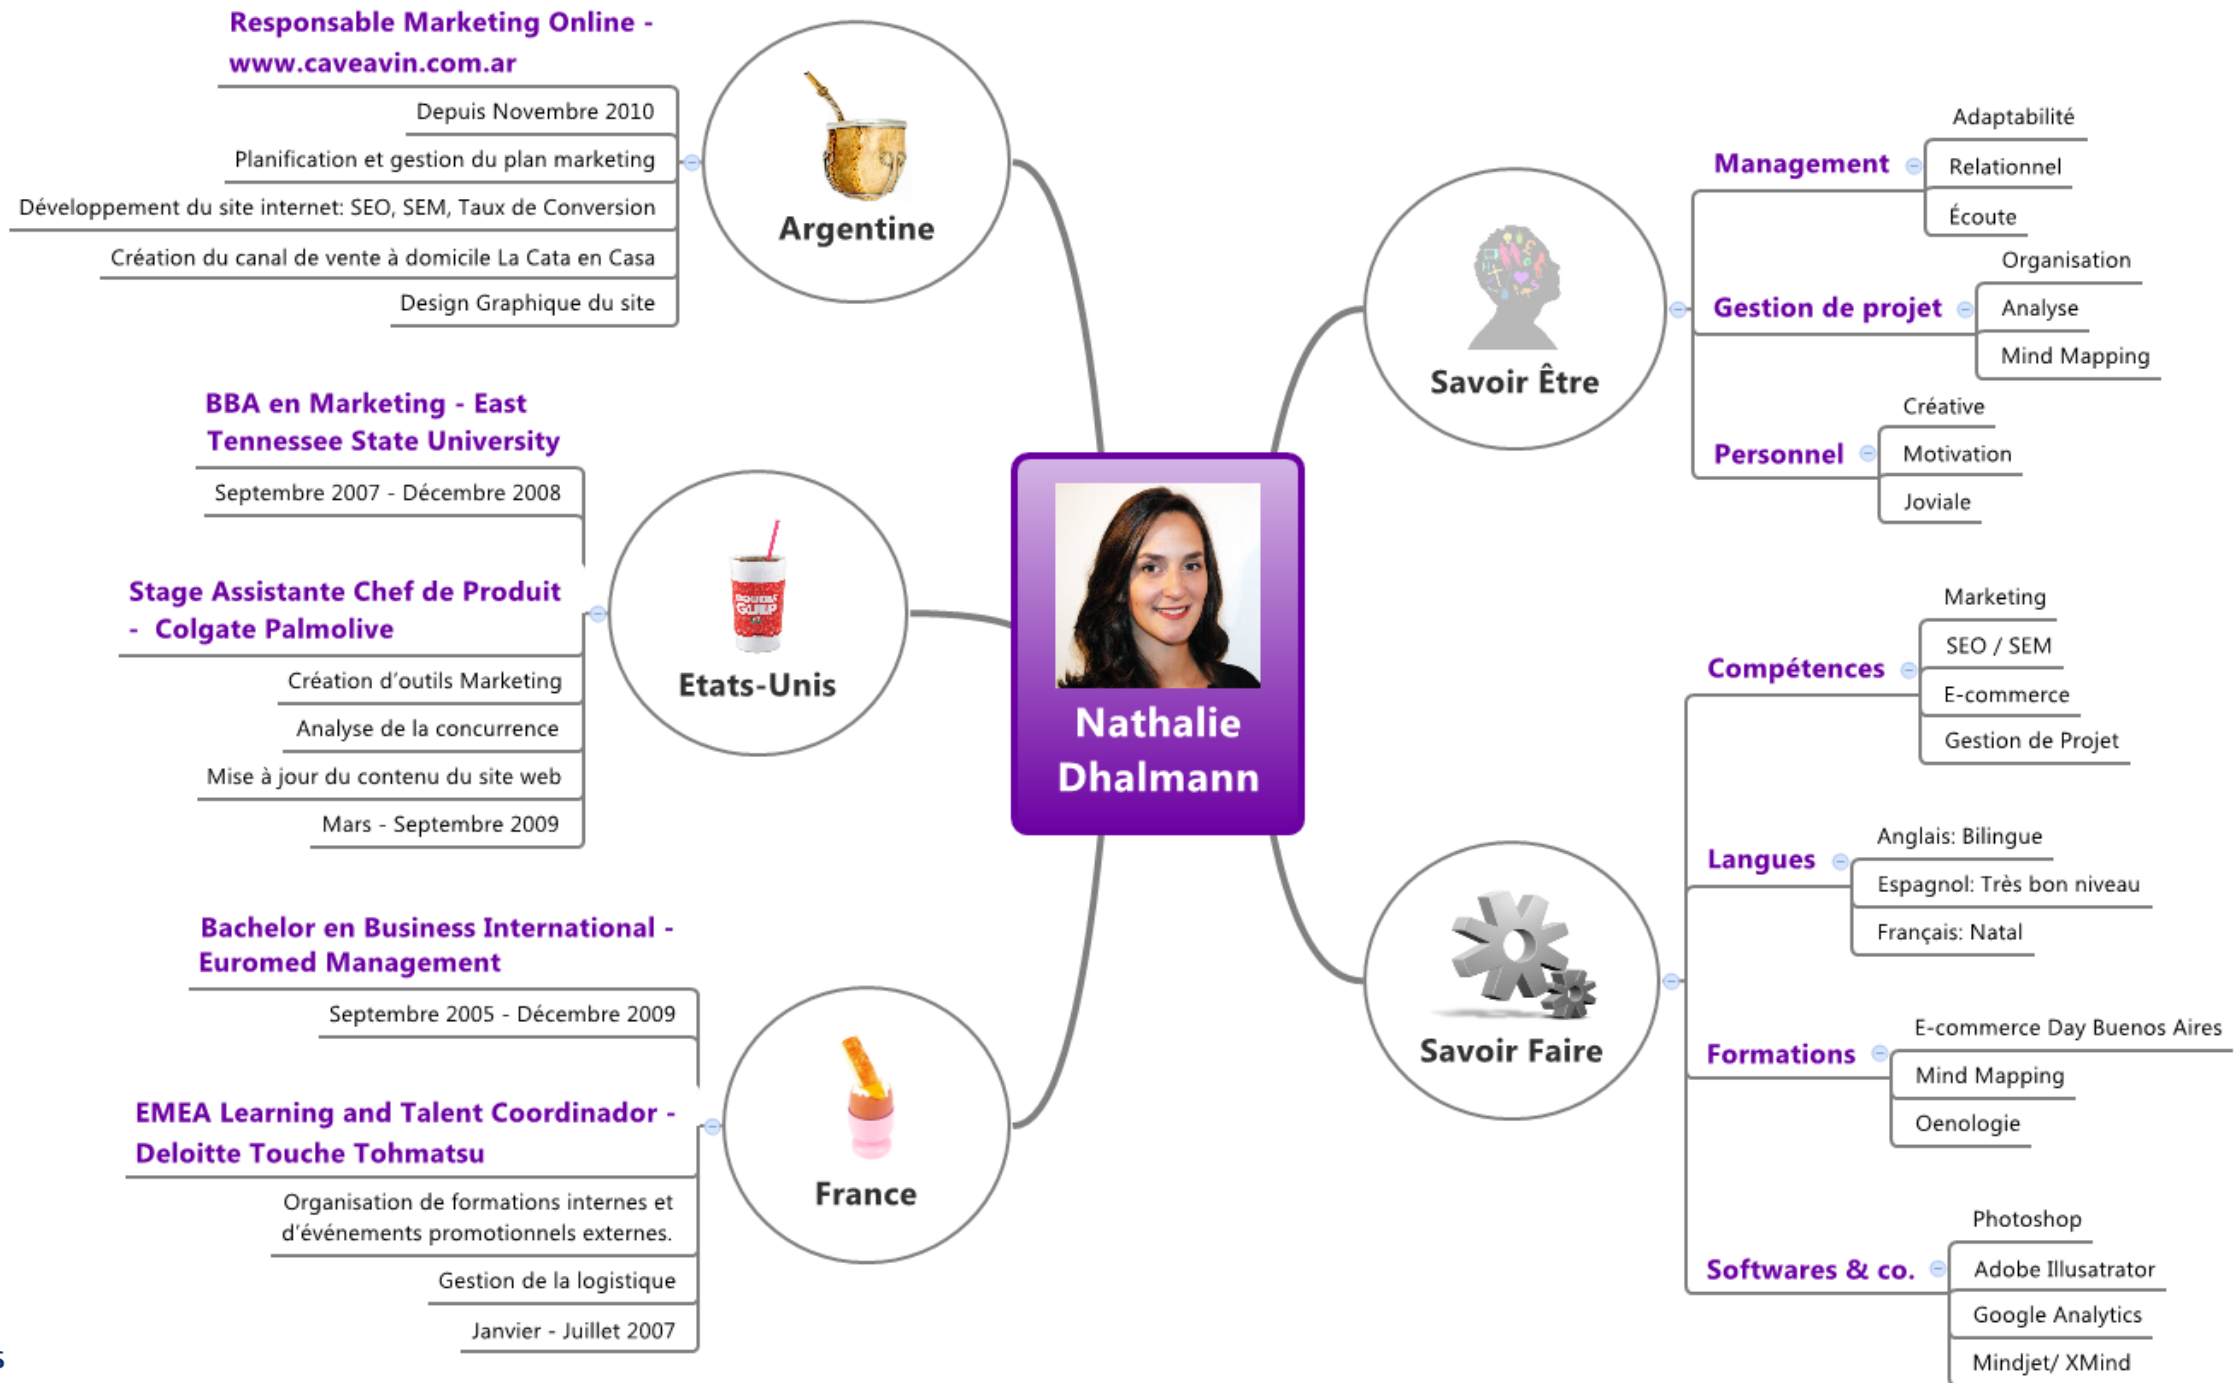 Responsable Marketing Online -
www.caveavin.com.ar
Depuis Novembre 2010
Planification et gestion du plan marketing
Développement du site internet: SEO, SEM, Taux de Conversion
Création du canal de vente à domicile La Cata en Casa
Design Graphique du site
Argentine
BBA en Marketing - East
Tennessee State University
Septembre 2007 - Décembre 2008
Stage Assistante Chef de Produit
- Colgate Palmolive
Création d'outils Marketing
Analyse de la concurrence
Mise à jour du contenu du site web
Mars - Septembre 2009
GULP
Etats-Unis
Bachelor en Business International -
Euromed Management
Septembre 2005 - Décembre 2009
EMEA Learning and Talent Coordinador -
Deloitte Touche Tohmatsu
Organisation de formations internes et
d'événements promotionnels externes.
Gestion de la logistique
Janvier - Juillet 2007
France
Nathalie
Dhalmann
Savoir Être
Management
Adaptabilité
Relationnel
Écoute
Gestion de projet
Organisation
Analyse
Mind Mapping
Personnel
Créative
Motivation
Joviale
Savoir Faire
Compétences
Marketing
SEO / SEM
E-commerce
Gestion de Projet
Langues
Anglais: Bilingue
Espagnol: Très bon niveau
Français: Natal
Formations
E-commerce Day Buenos Aires
Mind Mapping
Oenologie
Softwares & co.
Photoshop
Adobe Illusatrator
Google Analytics
Mindjet/ XMind
s